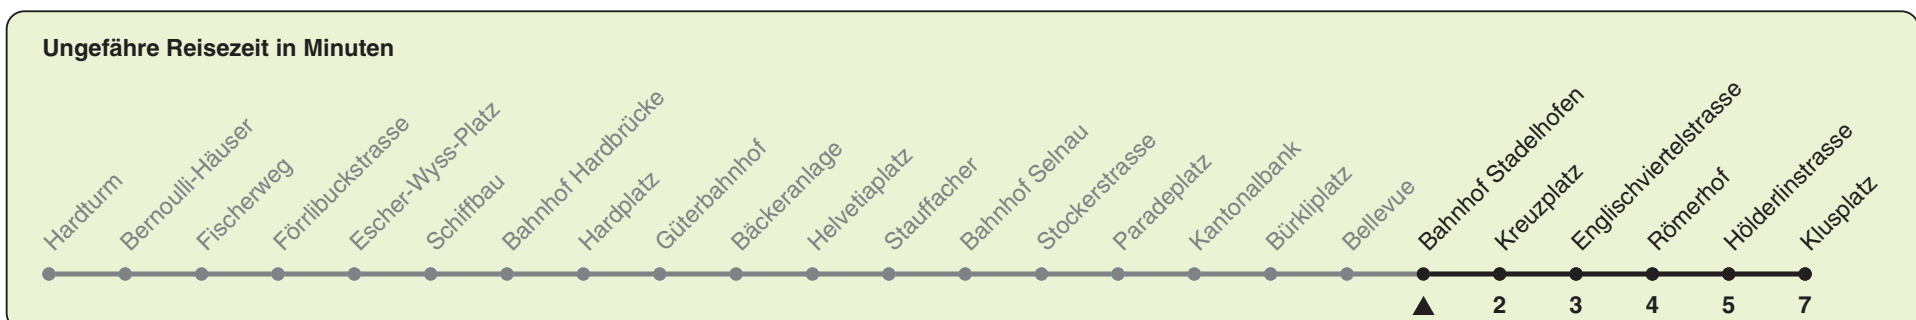 Ungefähre Reisezeit in Minuten
Hardturm
Bernoulli-Häuser
Fischerweg
Förrlibuckstrasse
Escher-Wyss-Platz
Schiffbau
Bahnhof Hardbrücke
Hardplatz
Güterbahnhof
Bäckeranlage
Helvetiaplatz
Stauffacher
Bahnhof Selnau
Stockerstrasse
Paradeplatz
Kantonalbank
Bürkliplatz
Bellevue
Bahnhof Stadelhofen
Kreuzplatz
Englischviertelstrasse
Römerhof
Hölderlinstrasse
Klusplatz
2 3 4 5 7